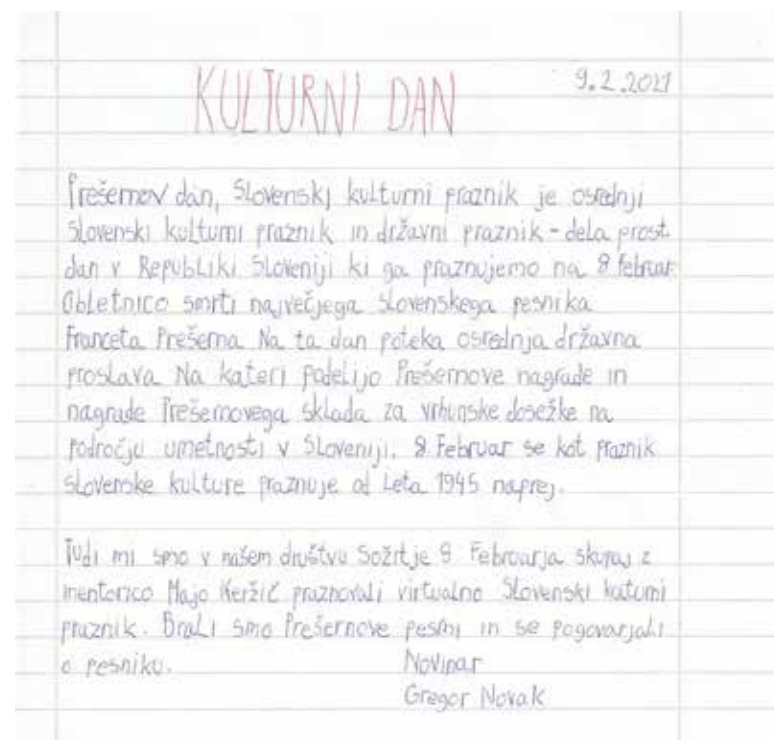 KULTURNI DAN 9.2.2021
Prešernov dan, Slovenski kulturni praznik je osrednji
Slovenski kulturni praznik in državni praznik - dela prost
dan v Republiki Sloveniji ki ga praznujemo na 8 februar.
Obletnico smrti največjega slovenskega pesnika
Franceta Prešerna Na ta dan poteka osrednja državna
proslava Na kateri podelijo Prešernove nagrade in
nagrade Prešernovega sklada za vrhunske dosežke na
področju umetnosti v Sloveniji. 8 Februar se kot praznik
slovenske kulture praznuje od Leta 1945 naprej.
Tudi mi smo v našem društvu Sožitje 8 Februarja skupaj z
mentorico Majo Keržič praznovali virtualno Slovenski katurni
praznik. Brali smo Prešernove pesmi in se pogovarjali
o pesniku. Novinar
Gregor Novak